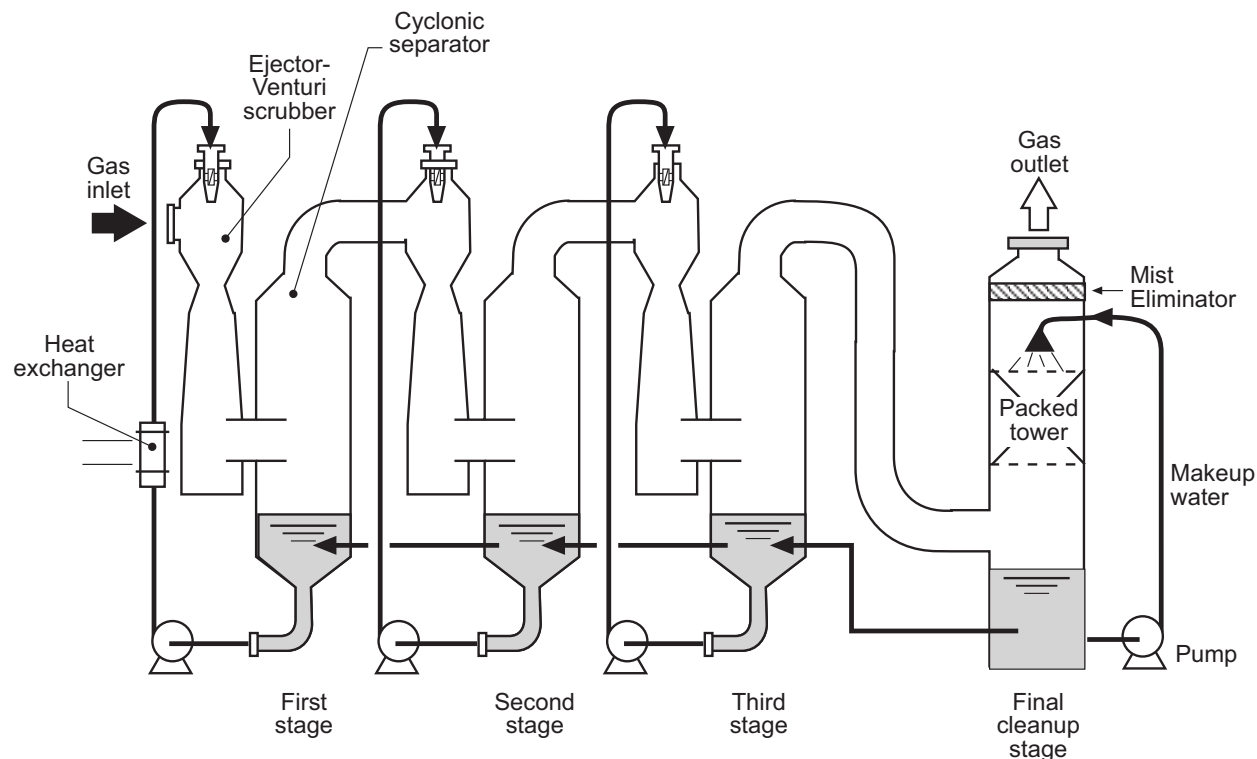 Cyclonic
separator
Ejector-
Venturi
scrubber
Gas
inlet
Gas
outlet
Mist
Eliminator
Heat
exchanger
Packed
tower
Makeup
water
Pump
First
stage
Second
stage
Third
stage
Final
cleanup
stage